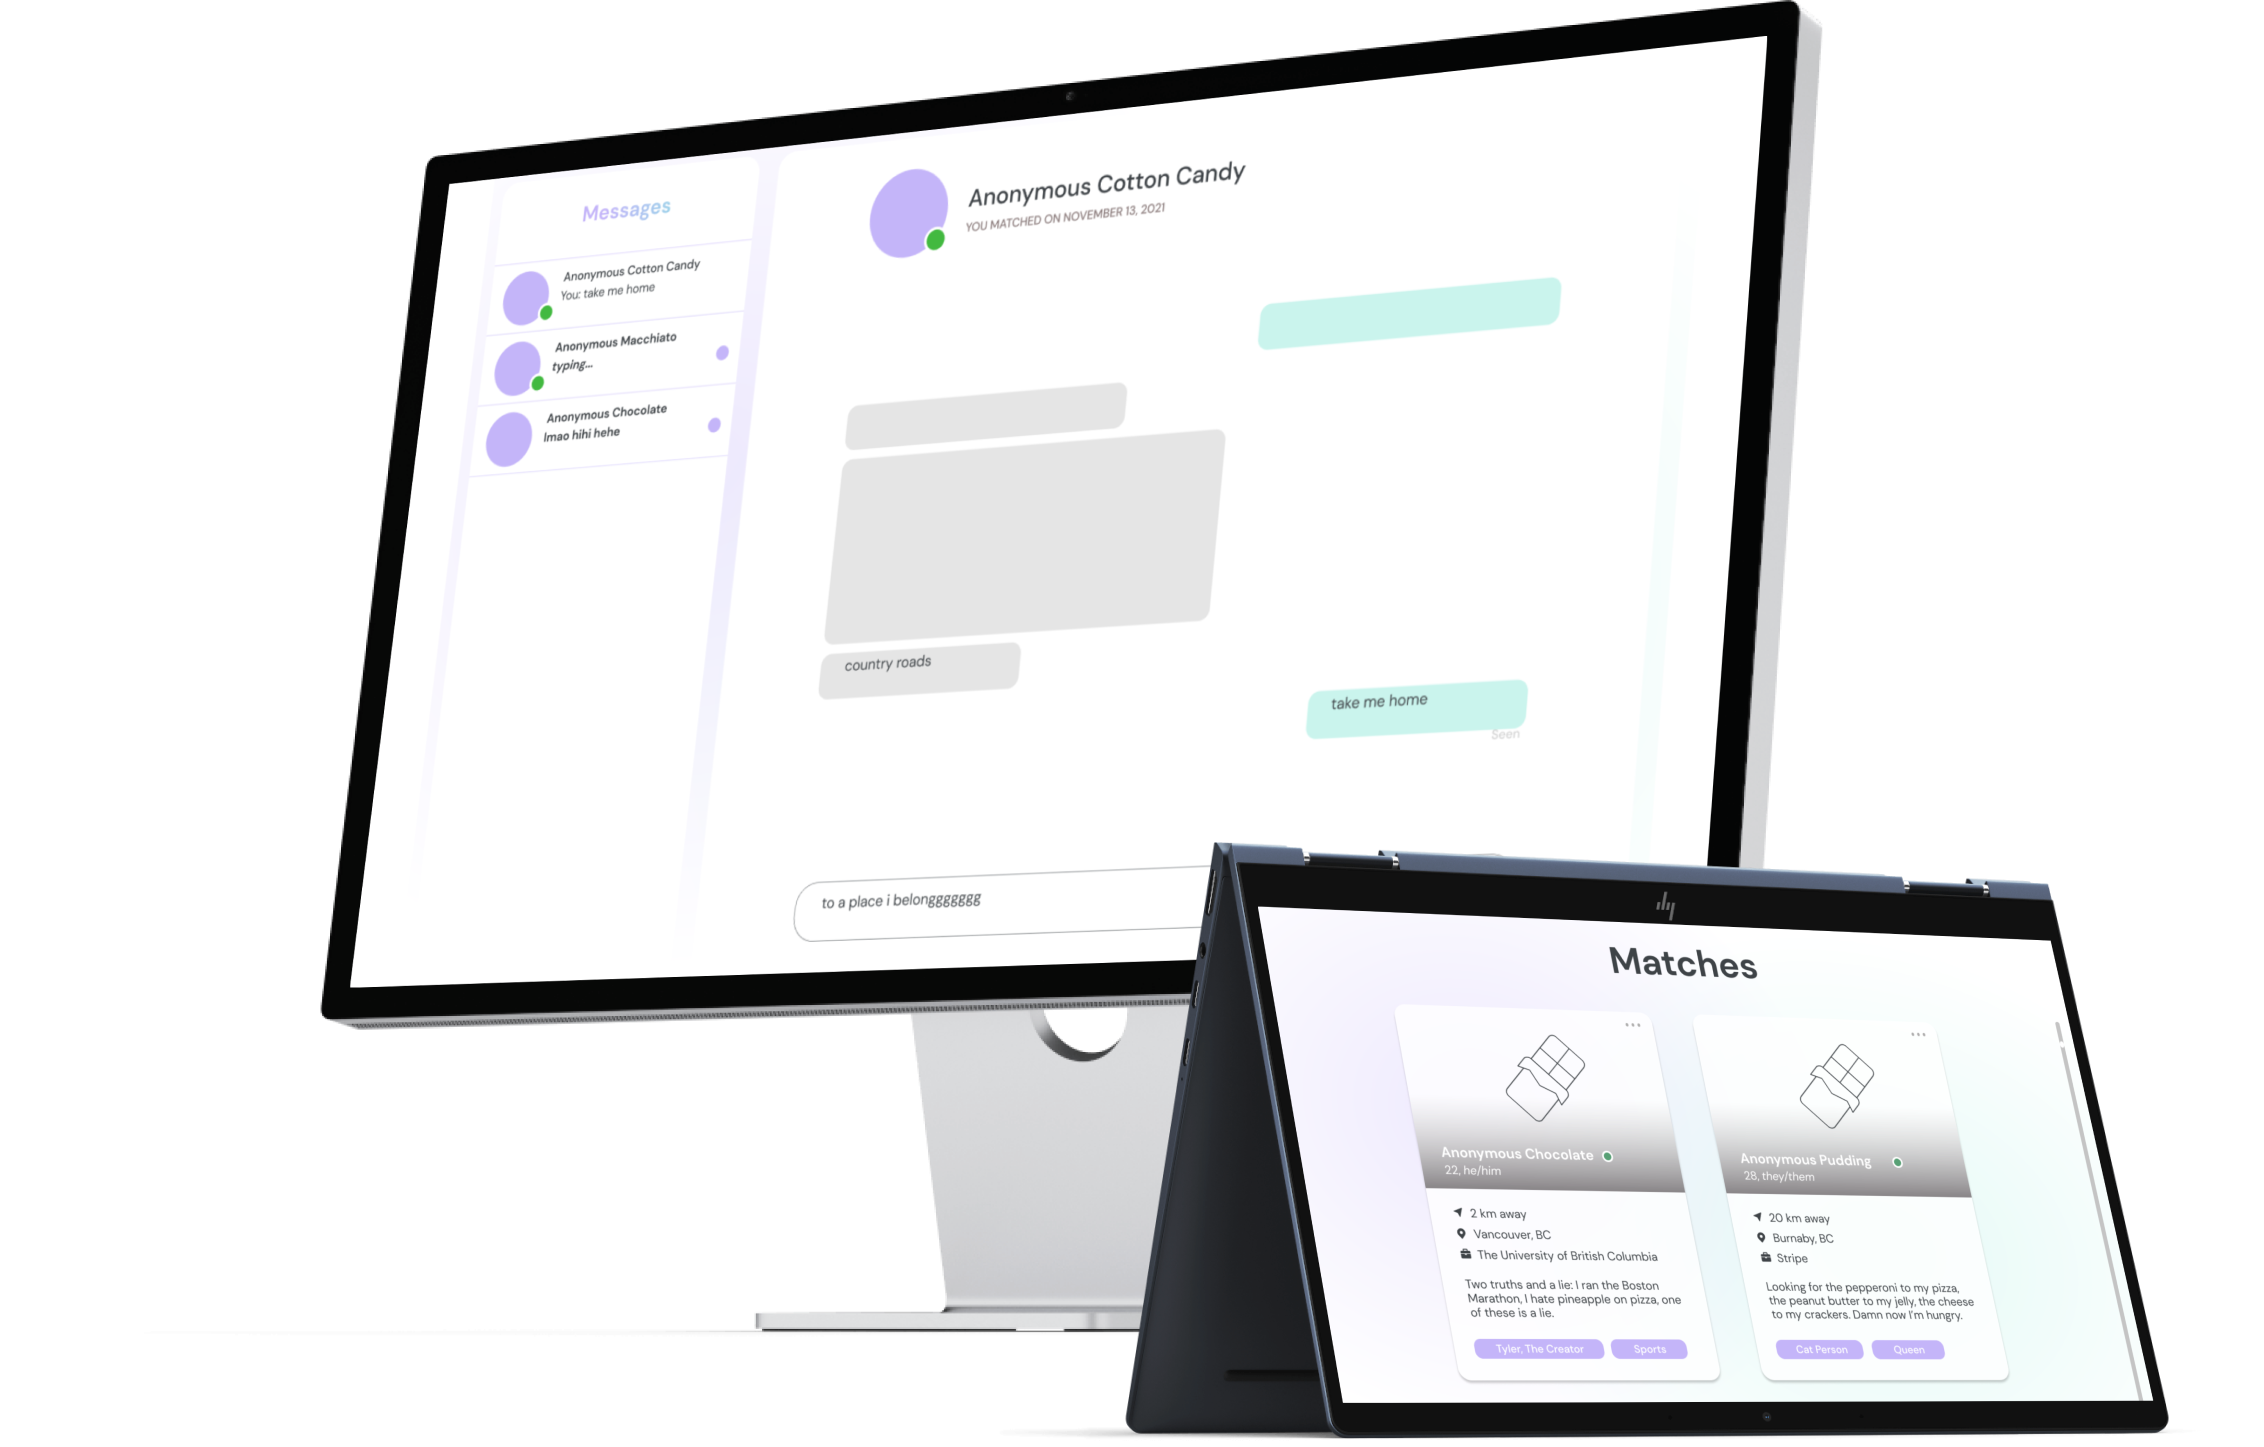 Messages
Anonymous Cotton Candy
You: take me home
Anonymous Macchiato
typing...
Anonymous Chocolate
lmao hihi hehe
Anonymous Cotton Candy
YOU MATCHED ON NOVEMBER 13, 2021
country roads
take me home
Seen
to a place i belonggggggg
hp
Matches
Anonymous Chocolate
22, he/him
2 km away
Vancouver, BC
The University of British Columbia
Two truths and a lie: I ran the Boston
Marathon, I hate pineapple on pizza, one
of these is a lie.
Tyler, The Creator
Sports
Anonymous Pudding
28, they/them
20 km away
Burnaby, BC
Stripe
Looking for the pepperoni to my pizza,
the peanut butter to my jelly, the cheese
to my crackers. Damn now I'm hungry.
Cat Person
Queen